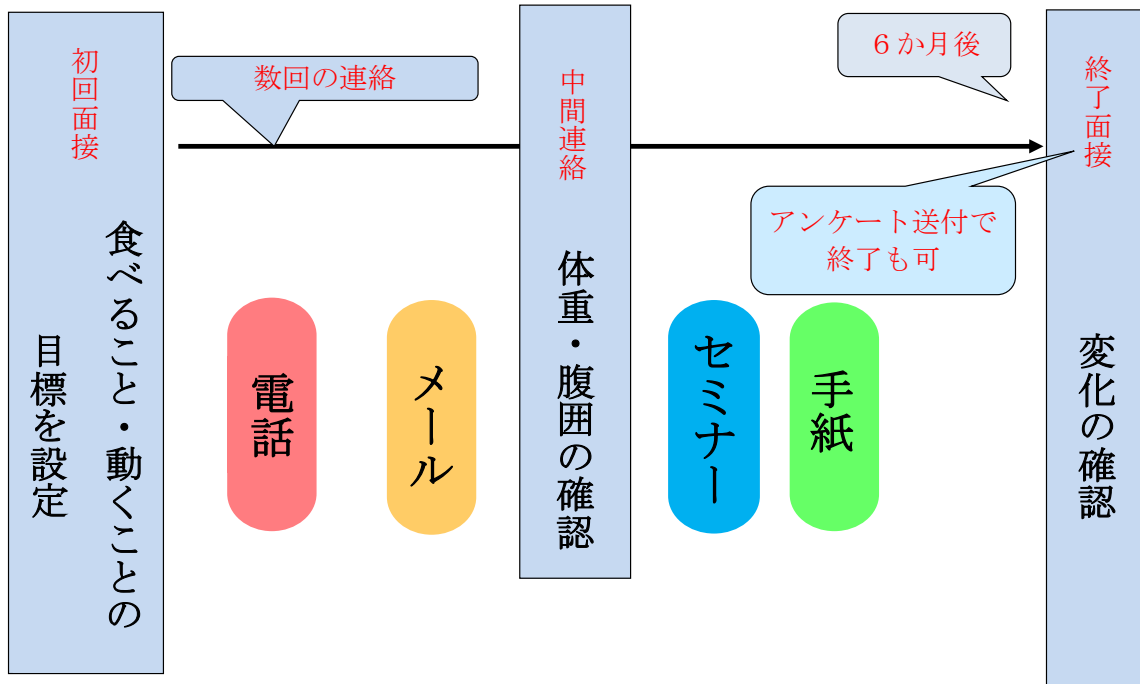 初回面接
食べること・動くことの
目標を設定
数回の連絡
電話
メール
中間連絡
体重・腹囲の確認
セミナー
手紙
６か月後
アンケート送付で
終了も可
終了面接
変化の確認